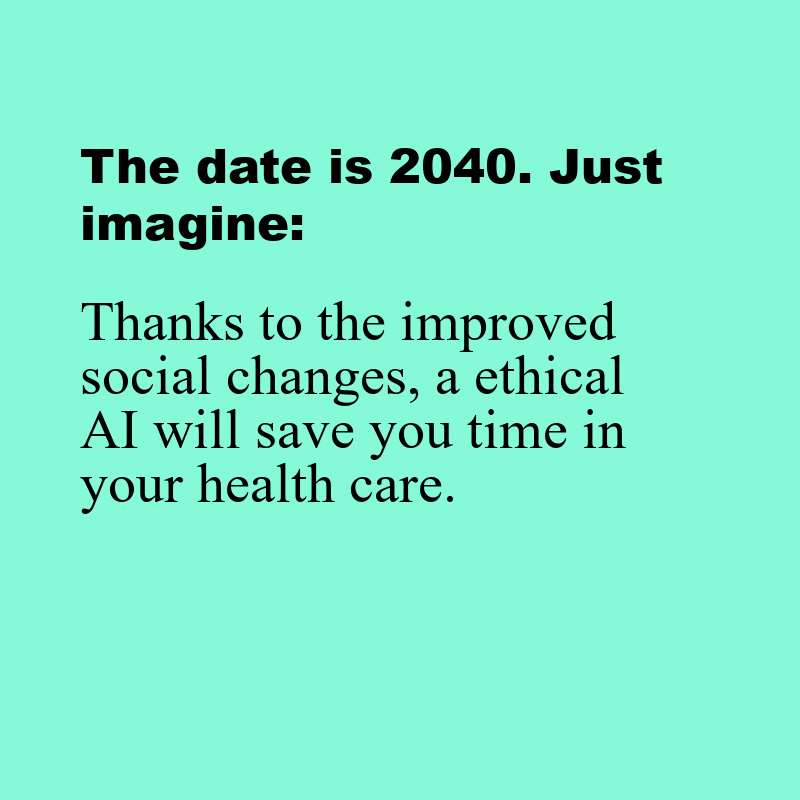 The date is 2040. Just
imagine:
Thanks to the improved
social changes, a ethical
AI will save you time in
your health care.